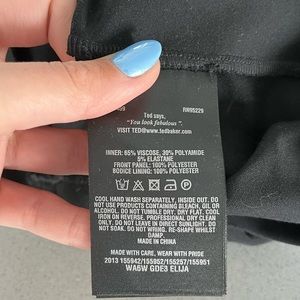 RN95229
Ted says,
"You look fabulous".
VISIT TED@www.tedbaker.com
INNER: 65% VISCOSE, 30% POLYAMIDE
5% ELASTANE
FRONT PANEL: 100% POLYESTER
BODICE LINING: 100% POLYESTER
COOL HAND WASH SEPARATELY, INSIDE OUT. DO
NOT USE PRODUCTS CONTAINING BLEACH, OIL OR
ALCOHOL. DO NOT TUMBLE DRY. DRY FLAT. COOL
IRON ON REVERSE. PROFESSIONAL DRY CLEAN
ONLY. DO NOT LEAVE IN DIRECT SUNLIGHT. DO
NOT WRING. DO NOT RE-SHAPE WHILST
DAMP.
MADE IN CHINA
MADE WITH CARE, WEAR WITH PRIDE
2013 155942/155952/155257/155951
WA6W GDE8 ELIJA